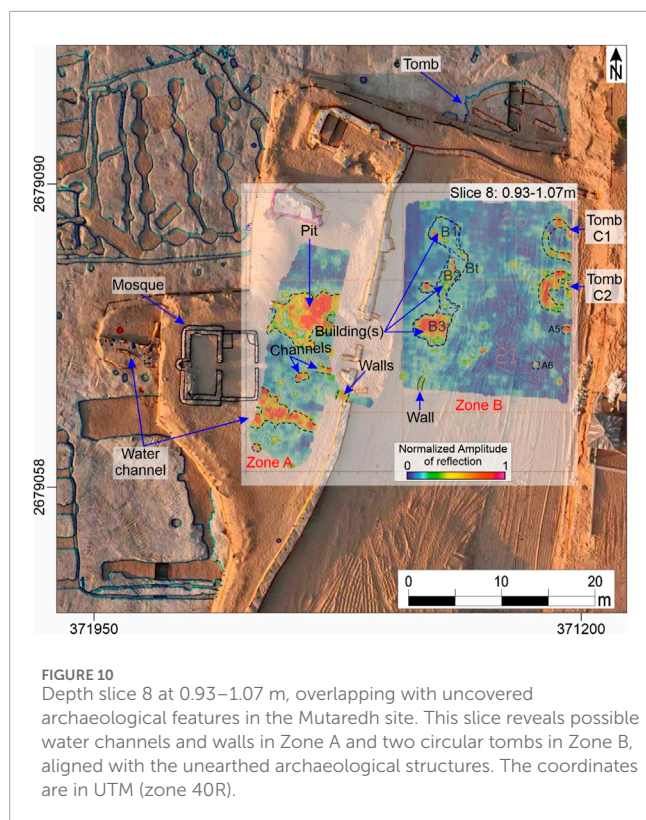 Tomb
N
2679090
Slice 8: 0.93-1.07m
Pit
B1
Tomb
C1
Bt
B2
Tomb
C2
Mosque
Building(s)
B3
A5
Channels
Walls
A6
Wall
Zone B
Water
channel
Zone A
Normalized Amplitude
of reflection
0
1
2679058
0
10
20
m
371950
371200
FIGURE 10
Depth slice 8 at 0.93–1.07 m, overlapping with uncovered
archaeological features in the Mutaredh site. This slice reveals possible
water channels and walls in Zone A and two circular tombs in Zone B,
aligned with the unearthed archaeological structures. The coordinates
are in UTM (zone 40R).